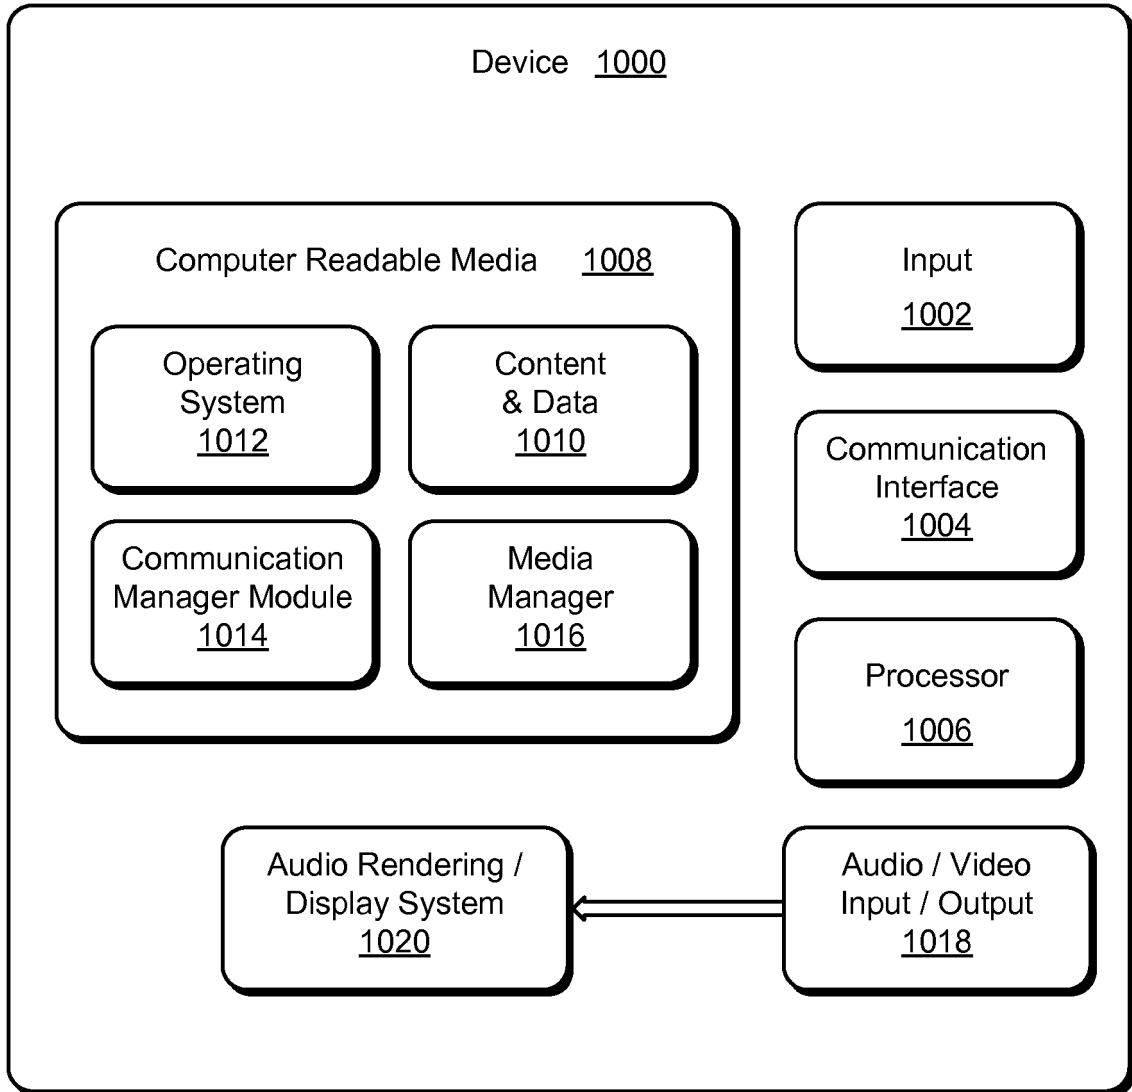 Device 1000
Computer Readable Media 1008
Operating
System
1012
Content
& Data
1010
Communication
Manager Module
1014
Media
Manager
1016
Input
1002
Communication
Interface
1004
Processor
1006
Audio Rendering /
Display System
1020
Audio / Video
Input / Output
1018